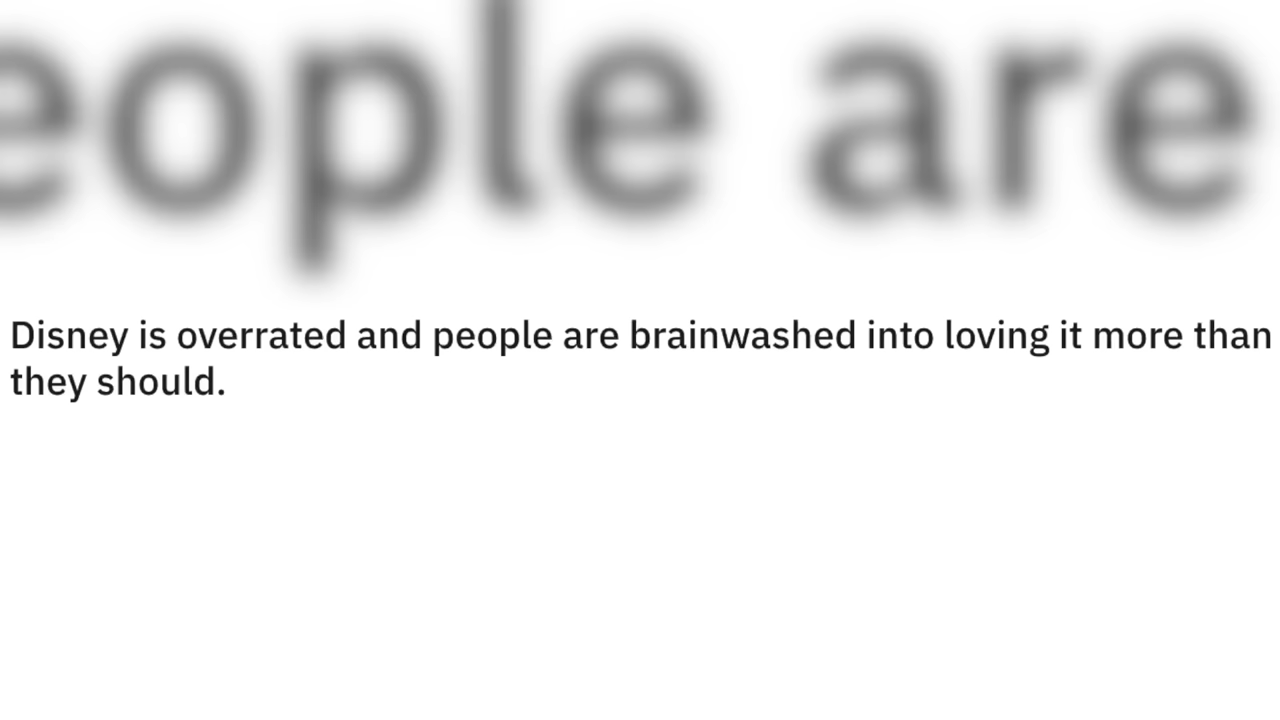 eople are
Disney is overrated and people are brainwashed into loving it more than
they should.